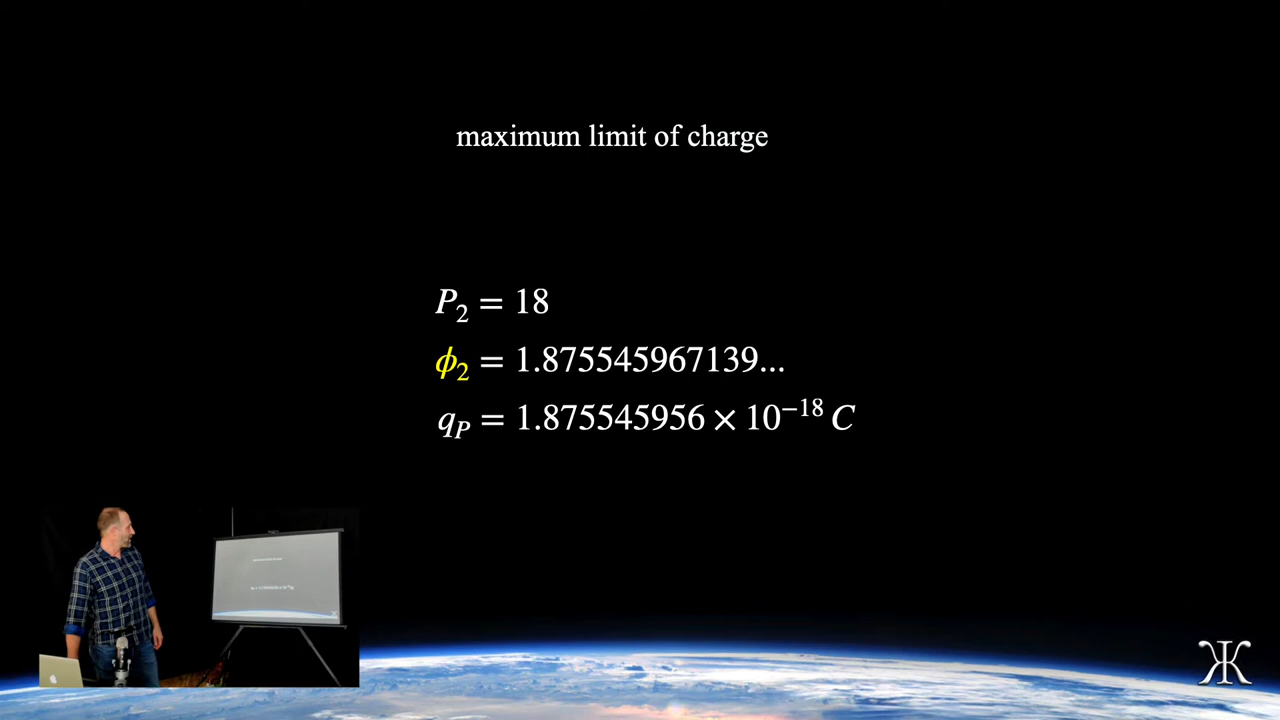 maximum limit of charge
P₂ = 18
ϕ₂ = 1.875545967139...
q_P = 1.875545956 × 10⁻¹⁸ C